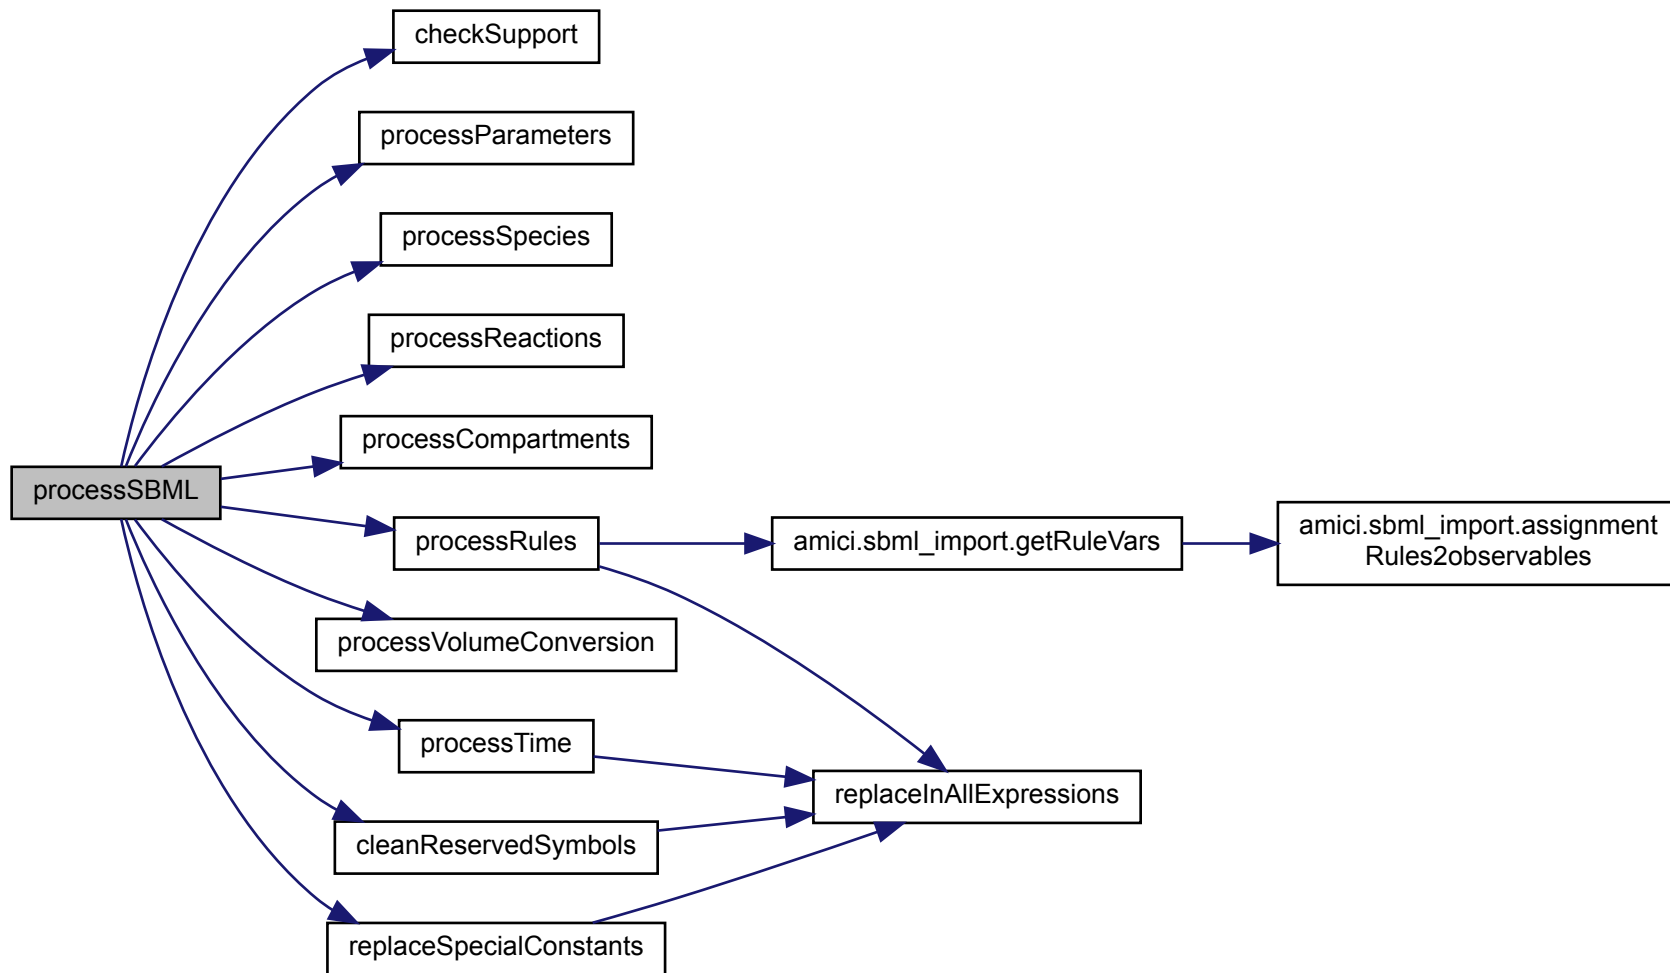 checkSupport
processParameters
processSpecies
processReactions
processCompartments
processSBML
processRules
amici.sbml_import.getRuleVars
amici.sbml_import.assignment
Rules2observables
processVolumeConversion
processTime
replaceInAllExpressions
cleanReservedSymbols
replaceSpecialConstants